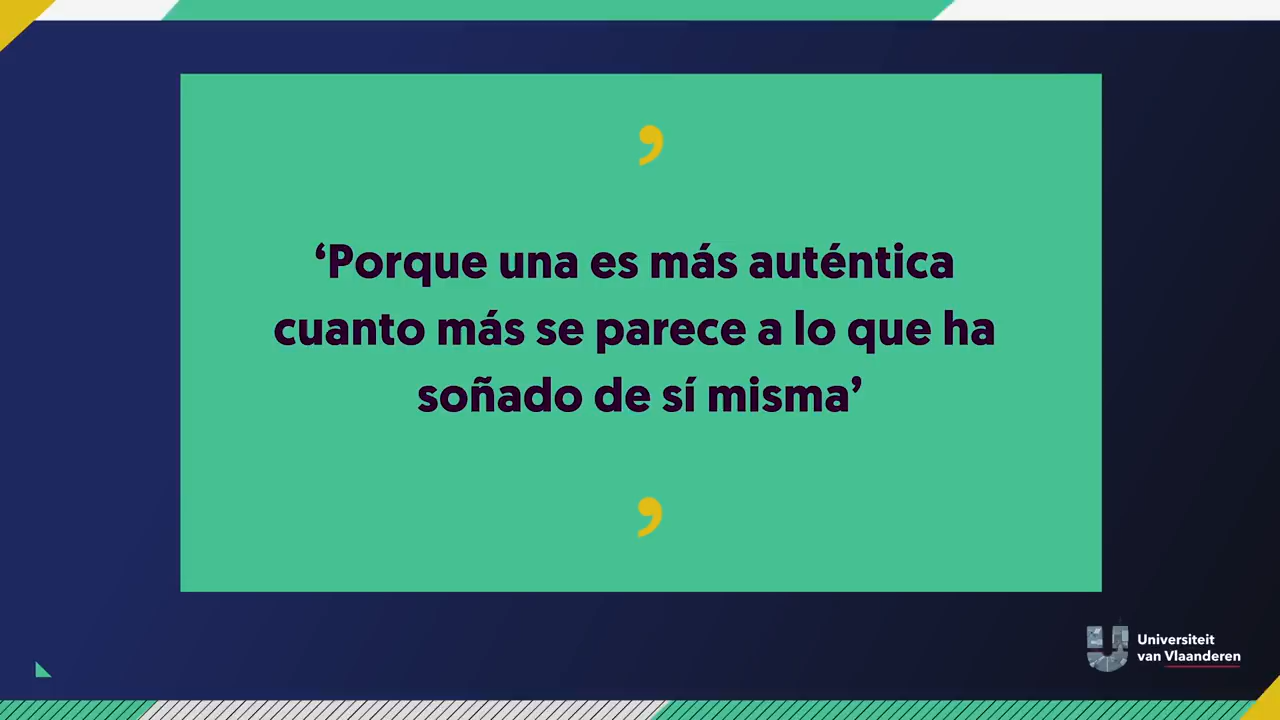 ,
‘Porque una es más auténtica
cuanto más se parece a lo que ha
soñado de sí misma’
,
Universiteit
van Vlaanderen